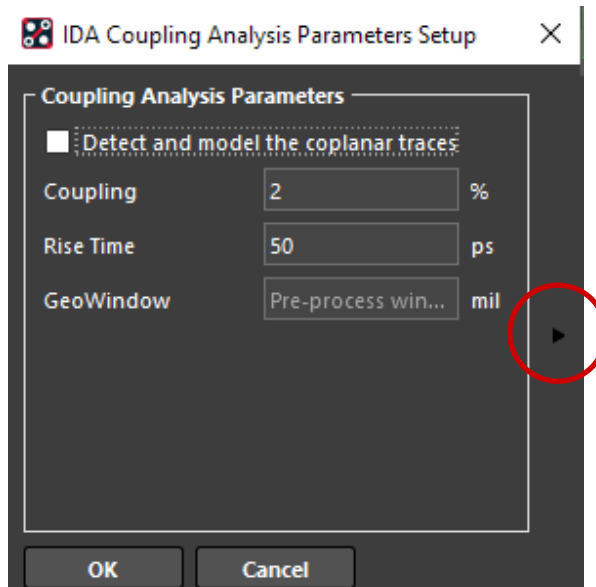 IDA Coupling Analysis Parameters Setup
Coupling Analysis Parameters
Detect and model the coplanar traces
Coupling 2 %
Rise Time 50 ps
GeoWindow Pre-process win... mil
OK Cancel